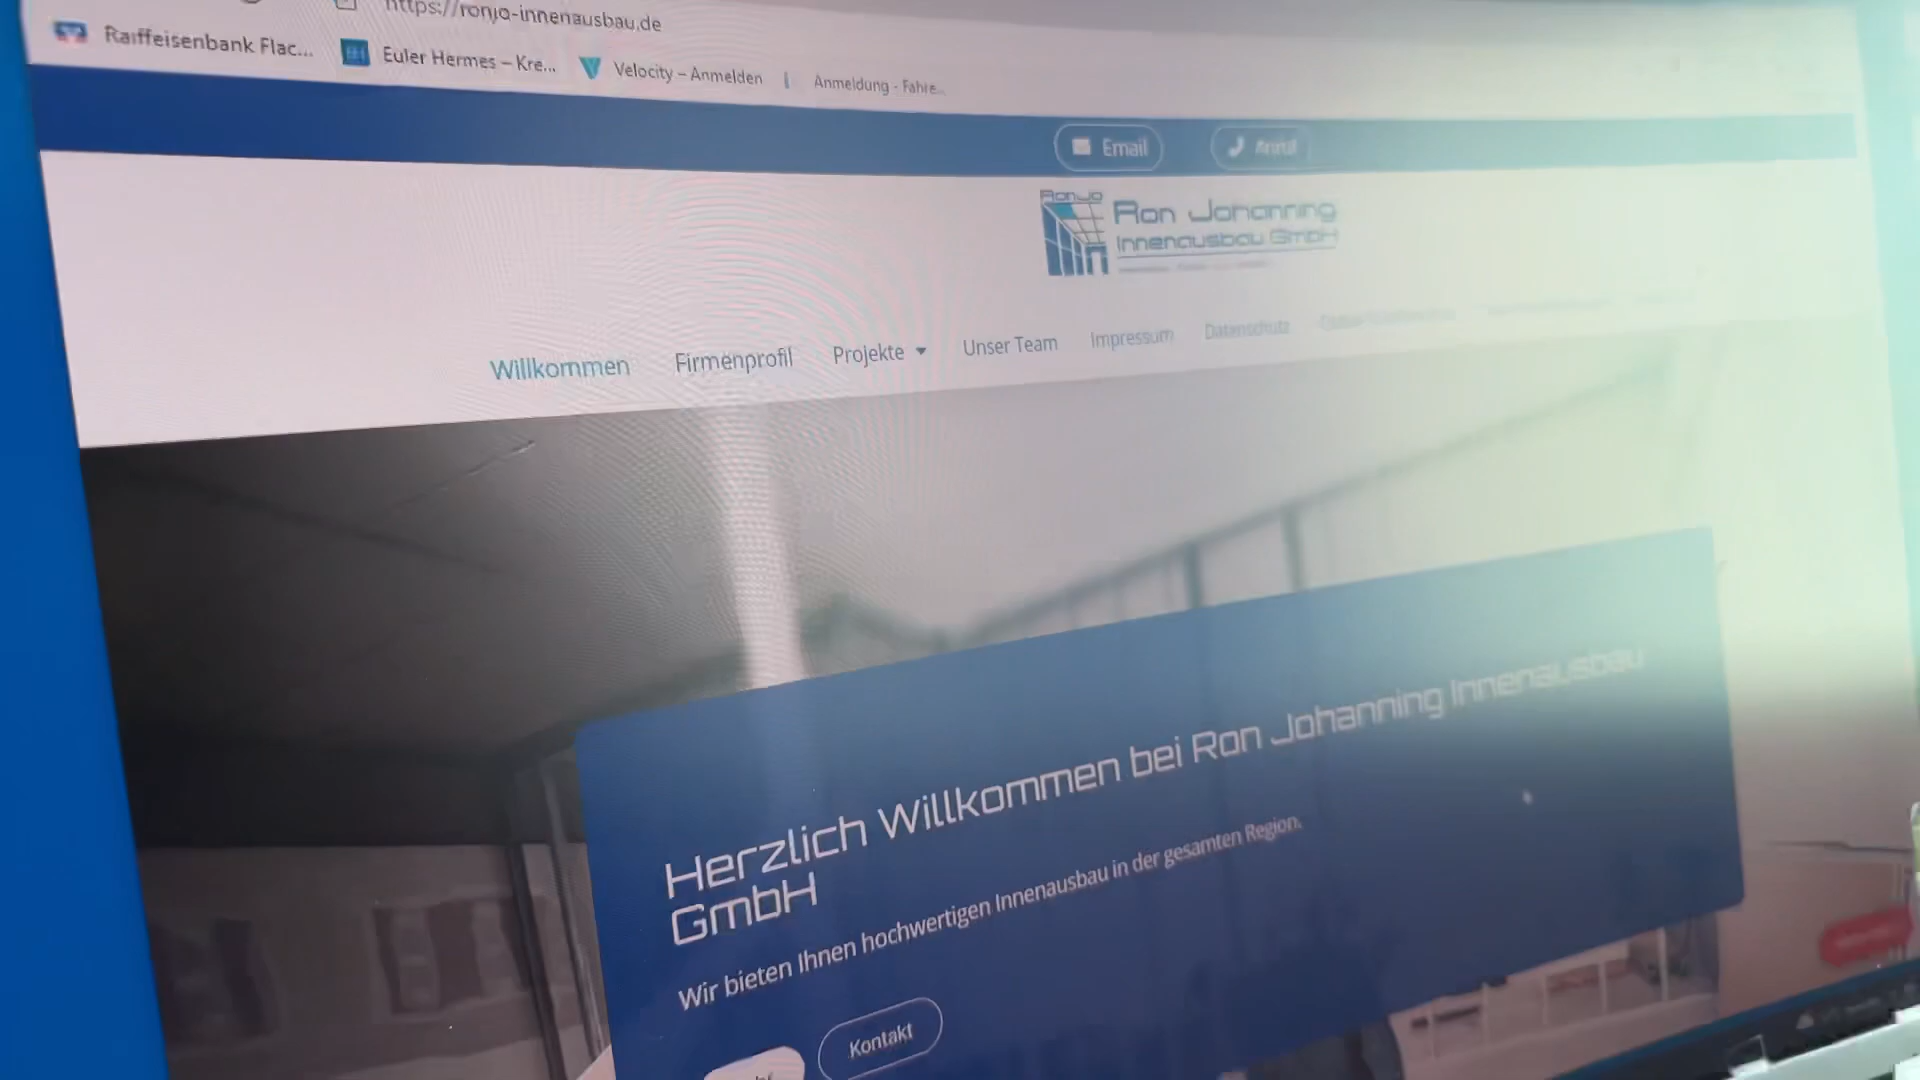 https://ronjo-innenausbau.de
Raiffeisenbank Flac...
Euler Hermes – Kre...
Velocity – Anmelden
Anmeldung - Fahre...
Email
Anruf
RonJo
Ron Johanning
Innenausbau GmbH
Willkommen
Firmenprofil
Projekte
Unser Team
Impressum
Datenschutz
Herzlich Willkommen bei Ron Johanning Innenausbau
GmbH
Wir bieten Ihnen hochwertigen Innenausbau in der gesamten Region.
Kontakt